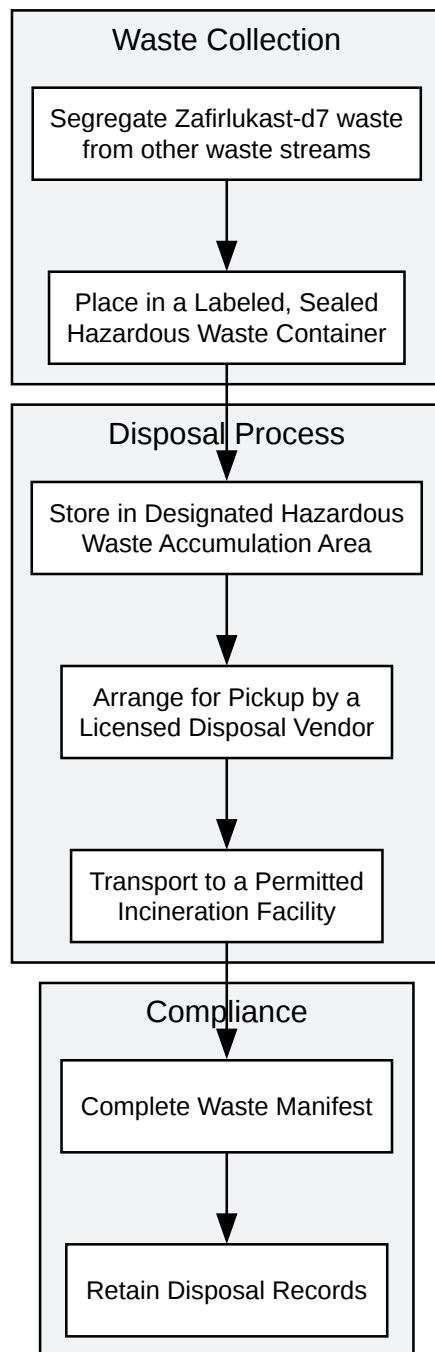 Waste Collection
Segregate Zafirlukast-d7 waste
from other waste streams
Place in a Labeled, Sealed
Hazardous Waste Container
Disposal Process
Store in Designated Hazardous
Waste Accumulation Area
Arrange for Pickup by a
Licensed Disposal Vendor
Transport to a Permitted
Incineration Facility
Compliance
Complete Waste Manifest
Retain Disposal Records